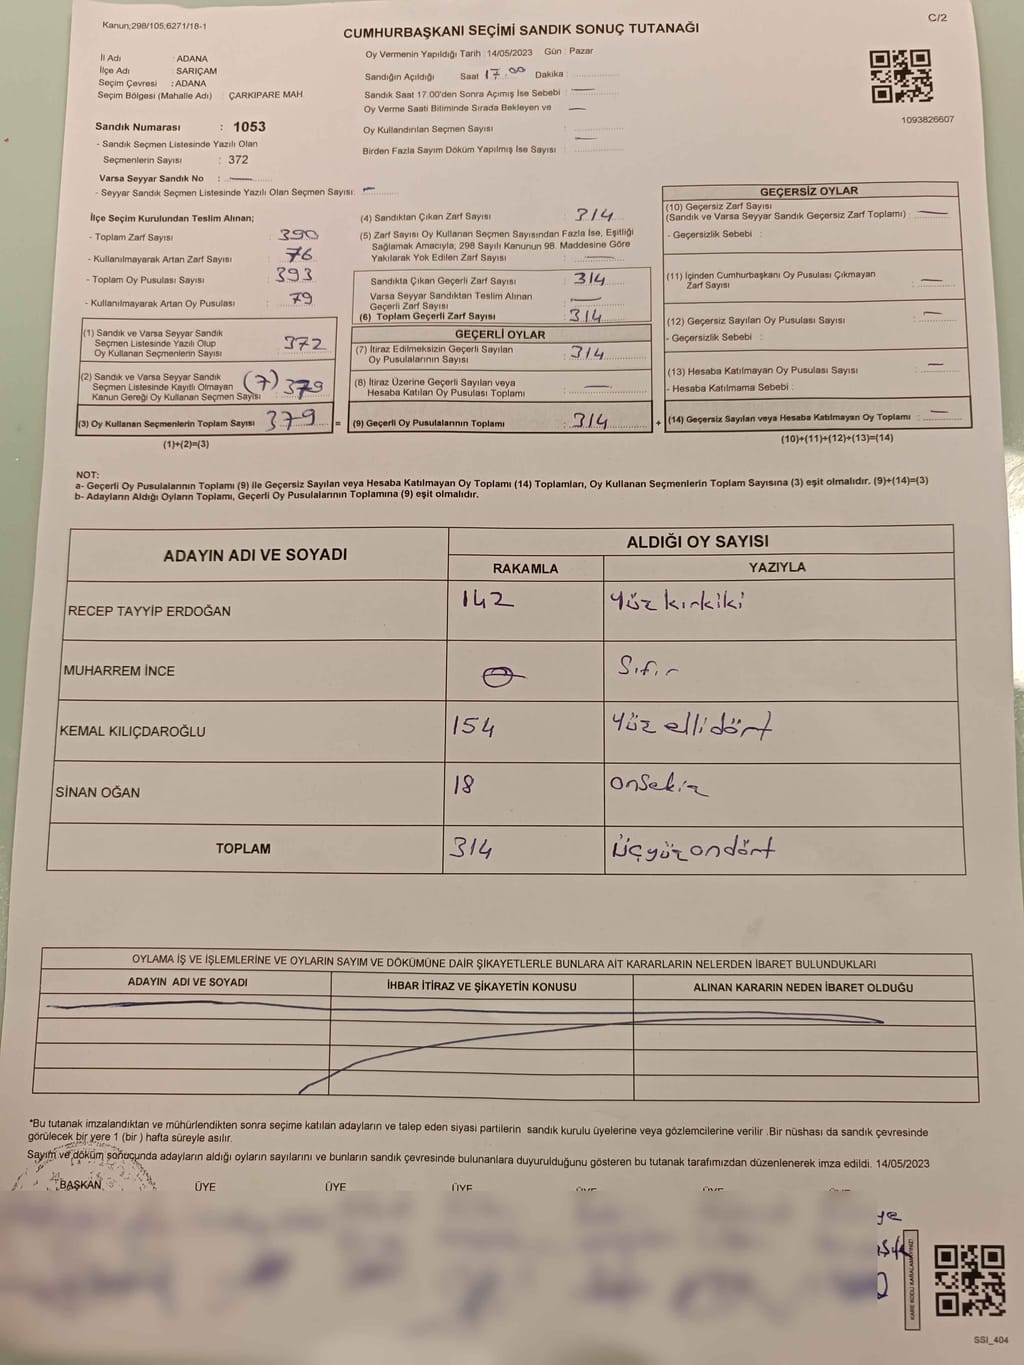 Kanun;298/105;6271/18-1
C/2
CUMHURBAŞKANI SEÇİMİ SANDIK SONUÇ TUTANAĞI
İl Adı : ADANA
İlçe Adı : SARIÇAM
Seçim Çevresi : ADANA
Seçim Bölgesi (Mahalle Adı) : ÇARKIPARE MAH.
Sandık Numarası : 1053
- Sandık Seçmen Listesinde Yazılı Olan
Seçmenlerin Sayısı : 372
Varsa Seyyar Sandık No : —
- Seyyar Sandık Seçmen Listesinde Yazılı Olan Seçmen Sayısı: —
Oy Vermenin Yapıldığı Tarih :14/05/2023 Gün : Pazar
Sandığın Açıldığı Saat 17.00 Dakika :
Sandık Saat 17.00'den Sonra Açımış İse Sebebi : —
Oy Verme Saati Bitiminde Sırada Bekleyen ve —
Oy Kullandırılan Seçmen Sayısı :
Birden Fazla Sayım Döküm Yapılmış İse Sayısı : —
1093826607
İlçe Seçim Kurulundan Teslim Alınan;
- Toplam Zarf Sayısı : 390
- Kullanılmayarak Artan Zarf Sayısı : 76
- Toplam Oy Pusulası Sayısı : 393
- Kullanılmayarak Artan Oy Pusulası : 79
(1) Sandık ve Varsa Seyyar Sandık
Seçmen Listesinde Yazılı Olup
Oy Kullanan Seçmenlerin Sayısı : 372
(2) Sandık ve Varsa Seyyar Sandık
Seçmen Listesinde Kayıtlı Olmayan (7) 379
Kanun Gereği Oy Kullanan Seçmen Sayısı
(3) Oy Kullanan Seçmenlerin Toplam Sayısı : 379 =
(1)+(2)=(3)
(4) Sandıktan Çıkan Zarf Sayısı : 314
(5) Zarf Sayısı Oy Kullanan Seçmen Sayısından Fazla İse, Eşitliği
Sağlamak Amacıyla; 298 Sayılı Kanunun 98. Maddesine Göre
Yakılarak Yok Edilen Zarf Sayısı : —
Sandıkta Çıkan Geçerli Zarf Sayısı : 314
Varsa Seyyar Sandıktan Teslim Alınan
Geçerli Zarf Sayısı : —
(6) Toplam Geçerli Zarf Sayısı : 314
GEÇERLİ OYLAR
(7) İtiraz Edilmeksizin Geçerli Sayılan
Oy Pusulalarının Sayısı : 314
(8) İtiraz Üzerine Geçerli Sayılan veya
Hesaba Katılan Oy Pusulası Toplamı : —
(9) Geçerli Oy Pusulalarının Toplamı : 314 +
GEÇERSİZ OYLAR
(10) Geçersiz Zarf Sayısı
(Sandık ve Varsa Seyyar Sandık Geçersiz Zarf Toplamı) : —
- Geçersizlik Sebebi :
(11) İçinden Cumhurbaşkanı Oy Pusulası Çıkmayan
Zarf Sayısı : —
(12) Geçersiz Sayılan Oy Pusulası Sayısı : —
- Geçersizlik Sebebi :
(13) Hesaba Katılmayan Oy Pusulası Sayısı : —
- Hesaba Katılmama Sebebi :
(14) Geçersiz Sayılan veya Hesaba Katılmayan Oy Toplamı : —
(10)+(11)+(12)+(13)=(14)
NOT:
a- Geçerli Oy Pusulalarının Toplamı (9) ile Geçersiz Sayılan veya Hesaba Katılmayan Oy Toplamı (14) Toplamları, Oy Kullanan Seçmenlerin Toplam Sayısına (3) eşit olmalıdır. (9)+(14)=(3)
b- Adayların Aldığı Oyların Toplamı, Geçerli Oy Pusulalarının Toplamına (9) eşit olmalıdır.
ADAYIN ADI VE SOYADI
ALDIĞI OY SAYISI
RAKAMLA YAZIYLA
RECEP TAYYİP ERDOĞAN 142 Yüz kırkiki
MUHARREM İNCE 0 Sıfır
KEMAL KILIÇDAROĞLU 154 Yüz ellidört
SİNAN OĞAN 18 onsekiz
TOPLAM 314 Üçyüz ondört
OYLAMA İŞ VE İŞLEMLERİNE VE OYLARIN SAYIM VE DÖKÜMÜNE DAİR ŞİKAYETLERLE BUNLARA AİT KARARLARIN NELERDEN İBARET BULUNDUKLARI
ADAYIN ADI VE SOYADI İHBAR İTİRAZ VE ŞİKAYETİN KONUSU ALINAN KARARIN NEDEN İBARET OLDUĞU
*Bu tutanak imzalandıktan ve mühürlendikten sonra seçime katılan adayların ve talep eden siyasi partilerin sandık kurulu üyelerine veya gözlemcilerine verilir .Bir nüshası da sandık çevresinde
görülecek bir yere 1 (bir ) hafta süreyle asılır.
Sayım ve döküm sonucunda adayların aldığı oyların sayılarını ve bunların sandık çevresinde bulunanlara duyurulduğunu gösteren bu tutanak tarafımızdan düzenlenerek imza edildi. 14/05/2023
BAŞKAN ÜYE ÜYE ÜYE ÜYE ÜYE ÜYE
SSI_404